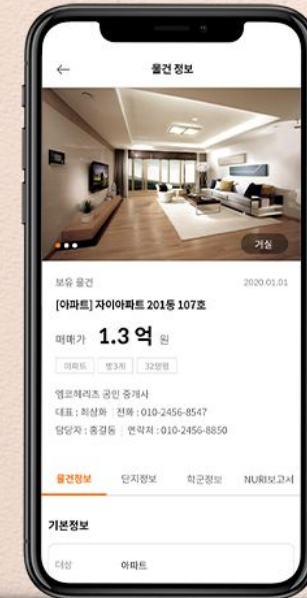 물건 정보
거실
보유 물건
2020.01.01
[아파트] 자이아파트 201동 107호
매매가 1.3 억 원
아파트 방3개 32평형
엠코헤리츠 공인 중개사
대표 : 최상화 전화 : 010-2456-8547
담당자 : 홍길동 연락처 : 010-2456-8850
물건정보 단지정보 학군정보 NURI보고서
기본정보
대상 아파트